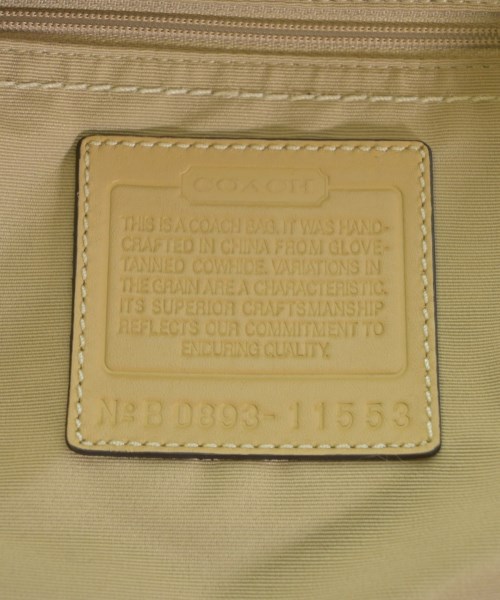 COACH
THIS IS A COACH BAG. IT WAS HAND-
CRAFTED IN CHINA FROM GLOVE-
TANNED COWHIDE. VARIATIONS IN
THE GRAIN ARE A CHARACTERISTIC.
ITS SUPERIOR CRAFTSMANSHIP
REFLECTS OUR COMMITMENT TO
ENDURING QUALITY.
Nº B0893-11553